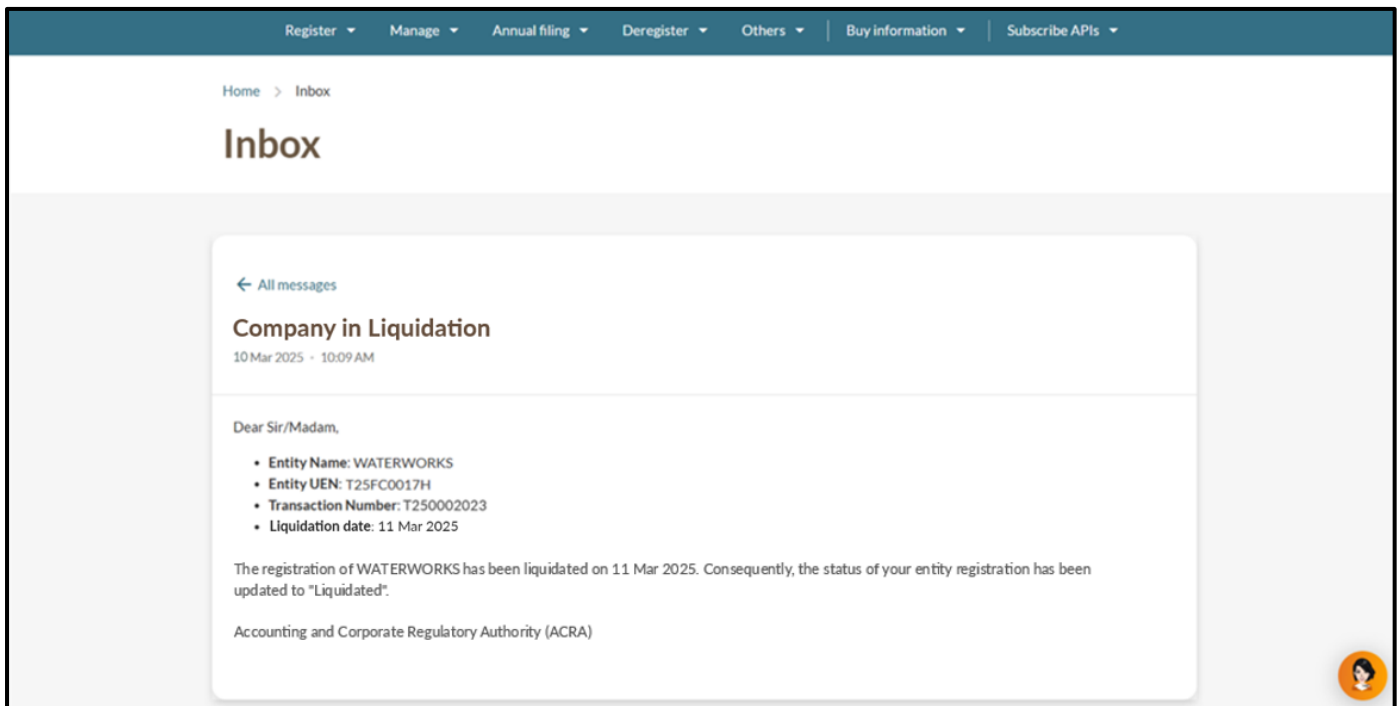 Register Manage Annual filing Deregister Others Buy information Subscribe APIs
Home > Inbox
Inbox
← All messages
Company in Liquidation
10 Mar 2025 - 10:09 AM
Dear Sir/Madam,
• Entity Name: WATERWORKS
• Entity UEN: T25FC0017H
• Transaction Number: T250002023
• Liquidation date: 11 Mar 2025
The registration of WATERWORKS has been liquidated on 11 Mar 2025. Consequently, the status of your entity registration has been
updated to "Liquidated".
Accounting and Corporate Regulatory Authority (ACRA)